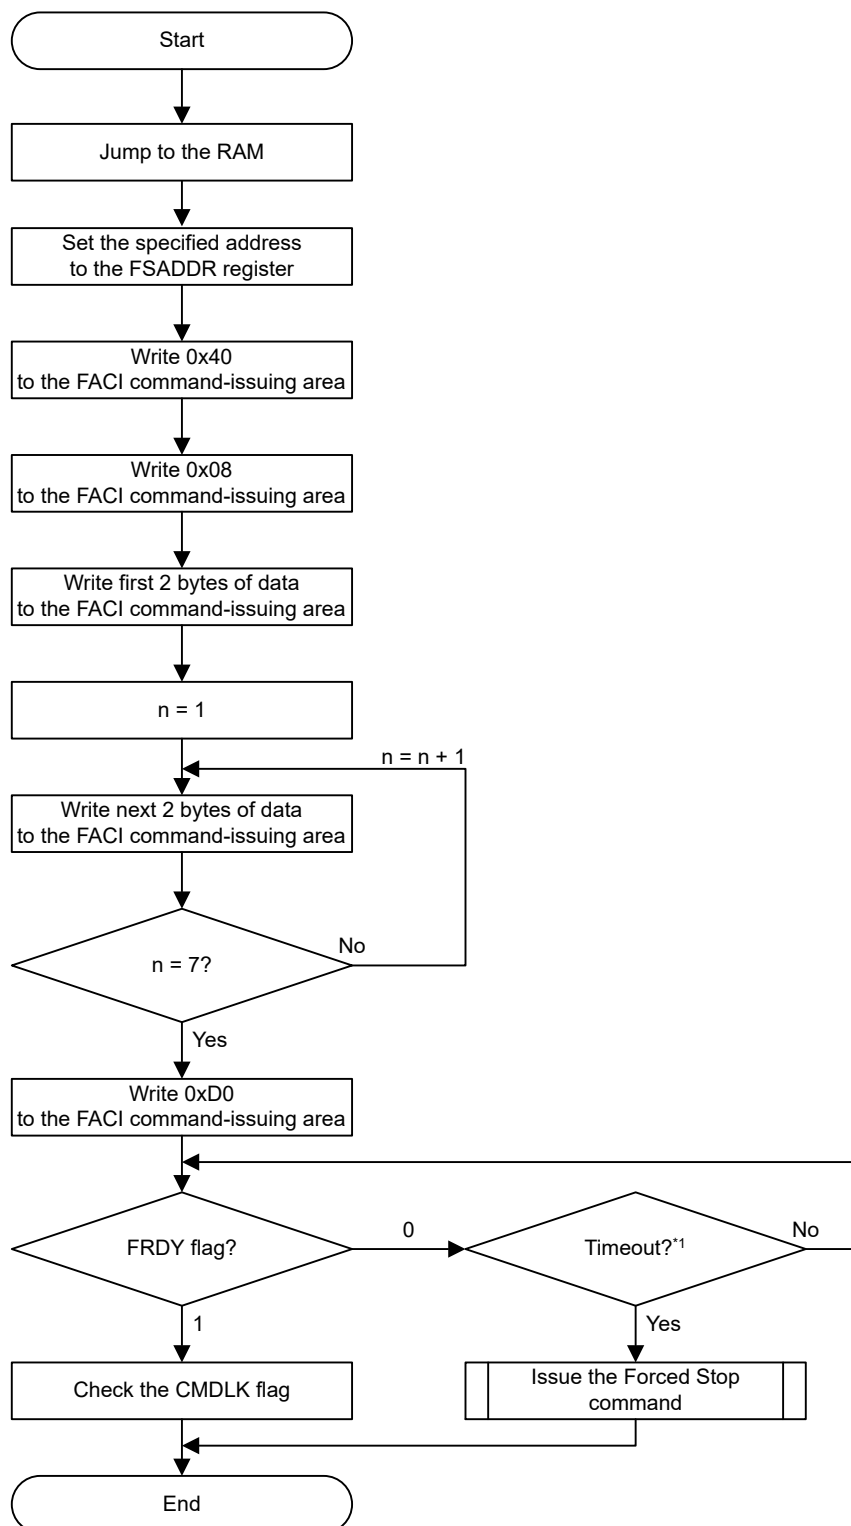 Start
Jump to the RAM
Set the specified address
to the FSADDR register
Write 0x40
to the FACI command-issuing area
Write 0x08
to the FACI command-issuing area
Write first 2 bytes of data
to the FACI command-issuing area
n = 1
n = n + 1
Write next 2 bytes of data
to the FACI command-issuing area
n = 7?
No
Yes
Write 0xD0
to the FACI command-issuing area
FRDY flag?
0
Timeout?*1
No
1
Yes
Check the CMDLK flag
Issue the Forced Stop
command
End